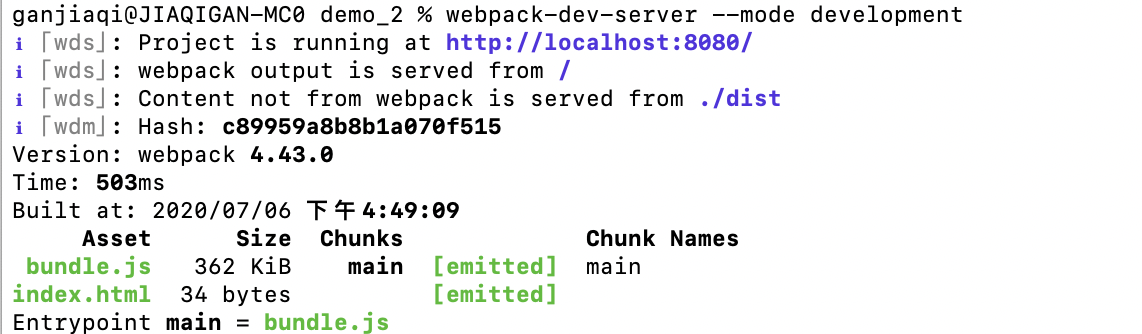 ganjiaqi@JIAQIGAN-MC0 demo_2 % webpack-dev-server --mode development
ℹ ｢wds｣: Project is running at http://localhost:8080/
ℹ ｢wds｣: webpack output is served from /
ℹ ｢wds｣: Content not from webpack is served from ./dist
ℹ ｢wdm｣: Hash: c89959a8b8b1a070f515
Version: webpack 4.43.0
Time: 503ms
Built at: 2020/07/06 下午4:49:09
     Asset      Size  Chunks             Chunk Names
 bundle.js   362 KiB    main  [emitted]  main
index.html  34 bytes          [emitted]
Entrypoint main = bundle.js